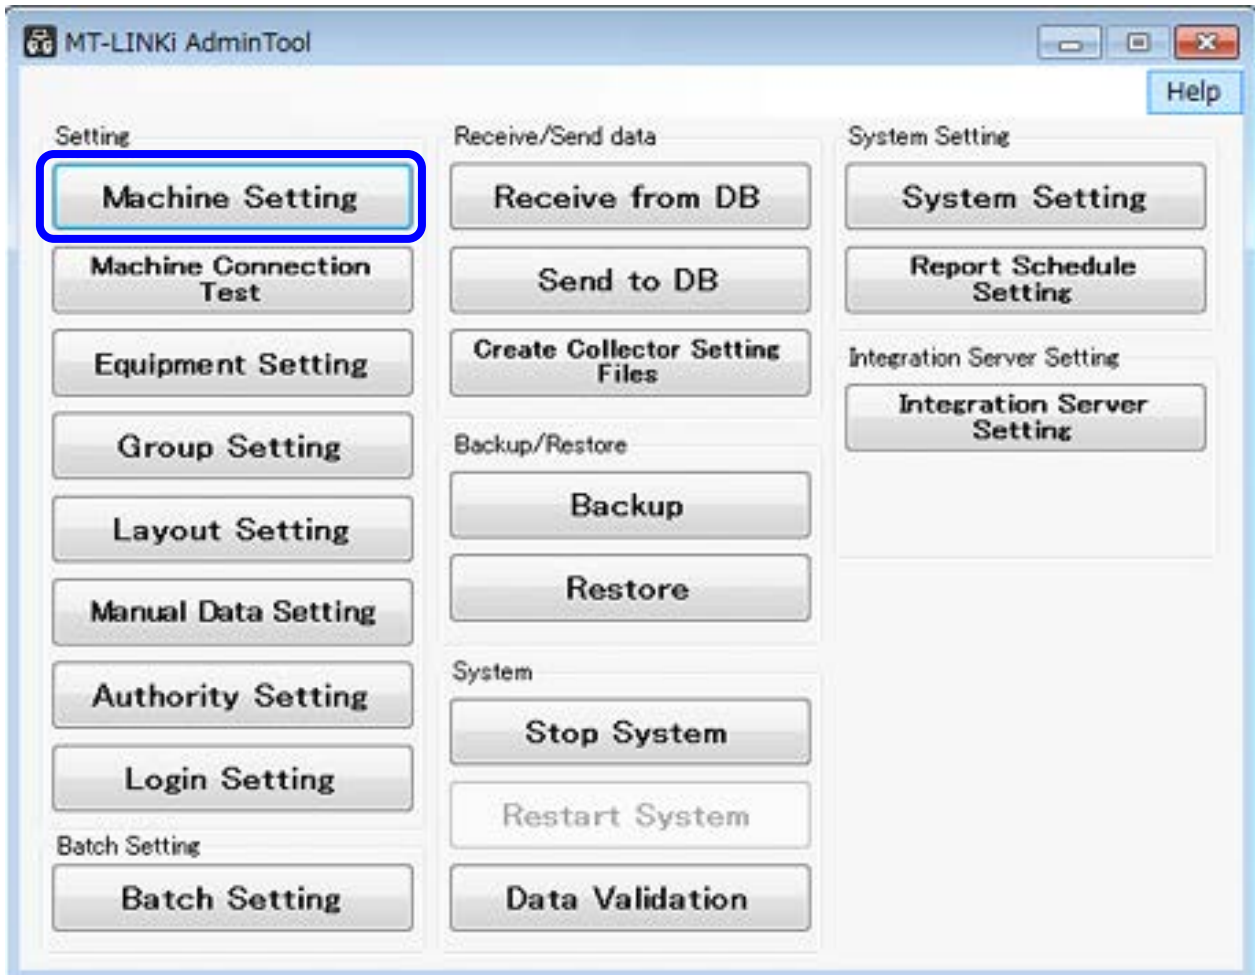 MT-LINKi AdminTool
Help
Setting
Machine Setting
Machine Connection
Test
Equipment Setting
Group Setting
Layout Setting
Manual Data Setting
Authority Setting
Login Setting
Batch Setting
Batch Setting
Receive/Send data
Receive from DB
Send to DB
Create Collector Setting
Files
Backup/Restore
Backup
Restore
System
Stop System
Restart System
Data Validation
System Setting
System Setting
Report Schedule
Setting
Integration Server Setting
Integration Server
Setting